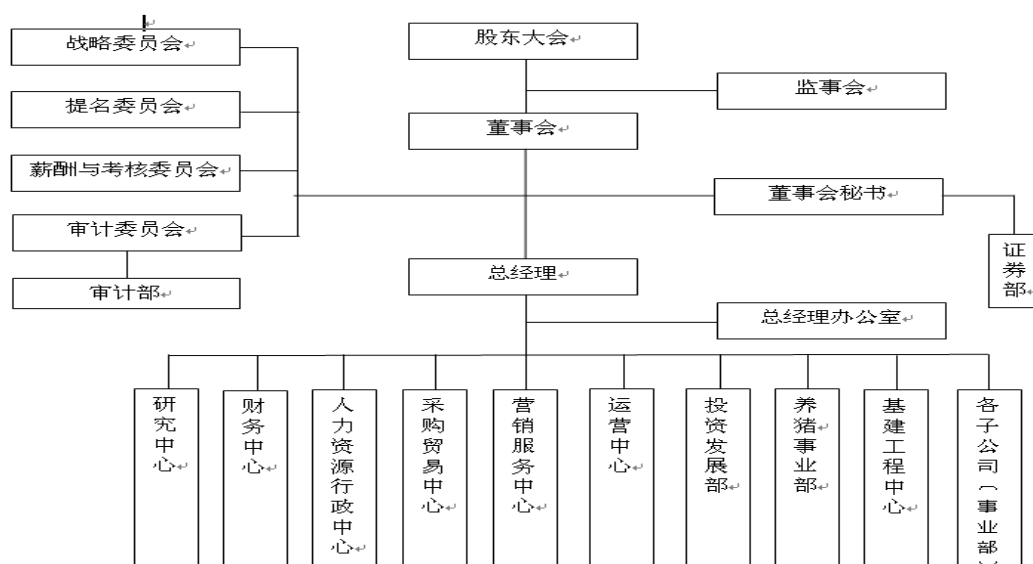 战略委员会
股东大会
提名委员会
监事会
董事会
薪酬与考核委员会
董事会秘书
审计委员会
证券部
总经理
审计部
总经理办公室
研究中心
财务中心
人力资源行政中心
采购贸易中心
营销服务中心
运营中心
投资发展部
养猪事业部
基建工程中心
各子公司（事业部）